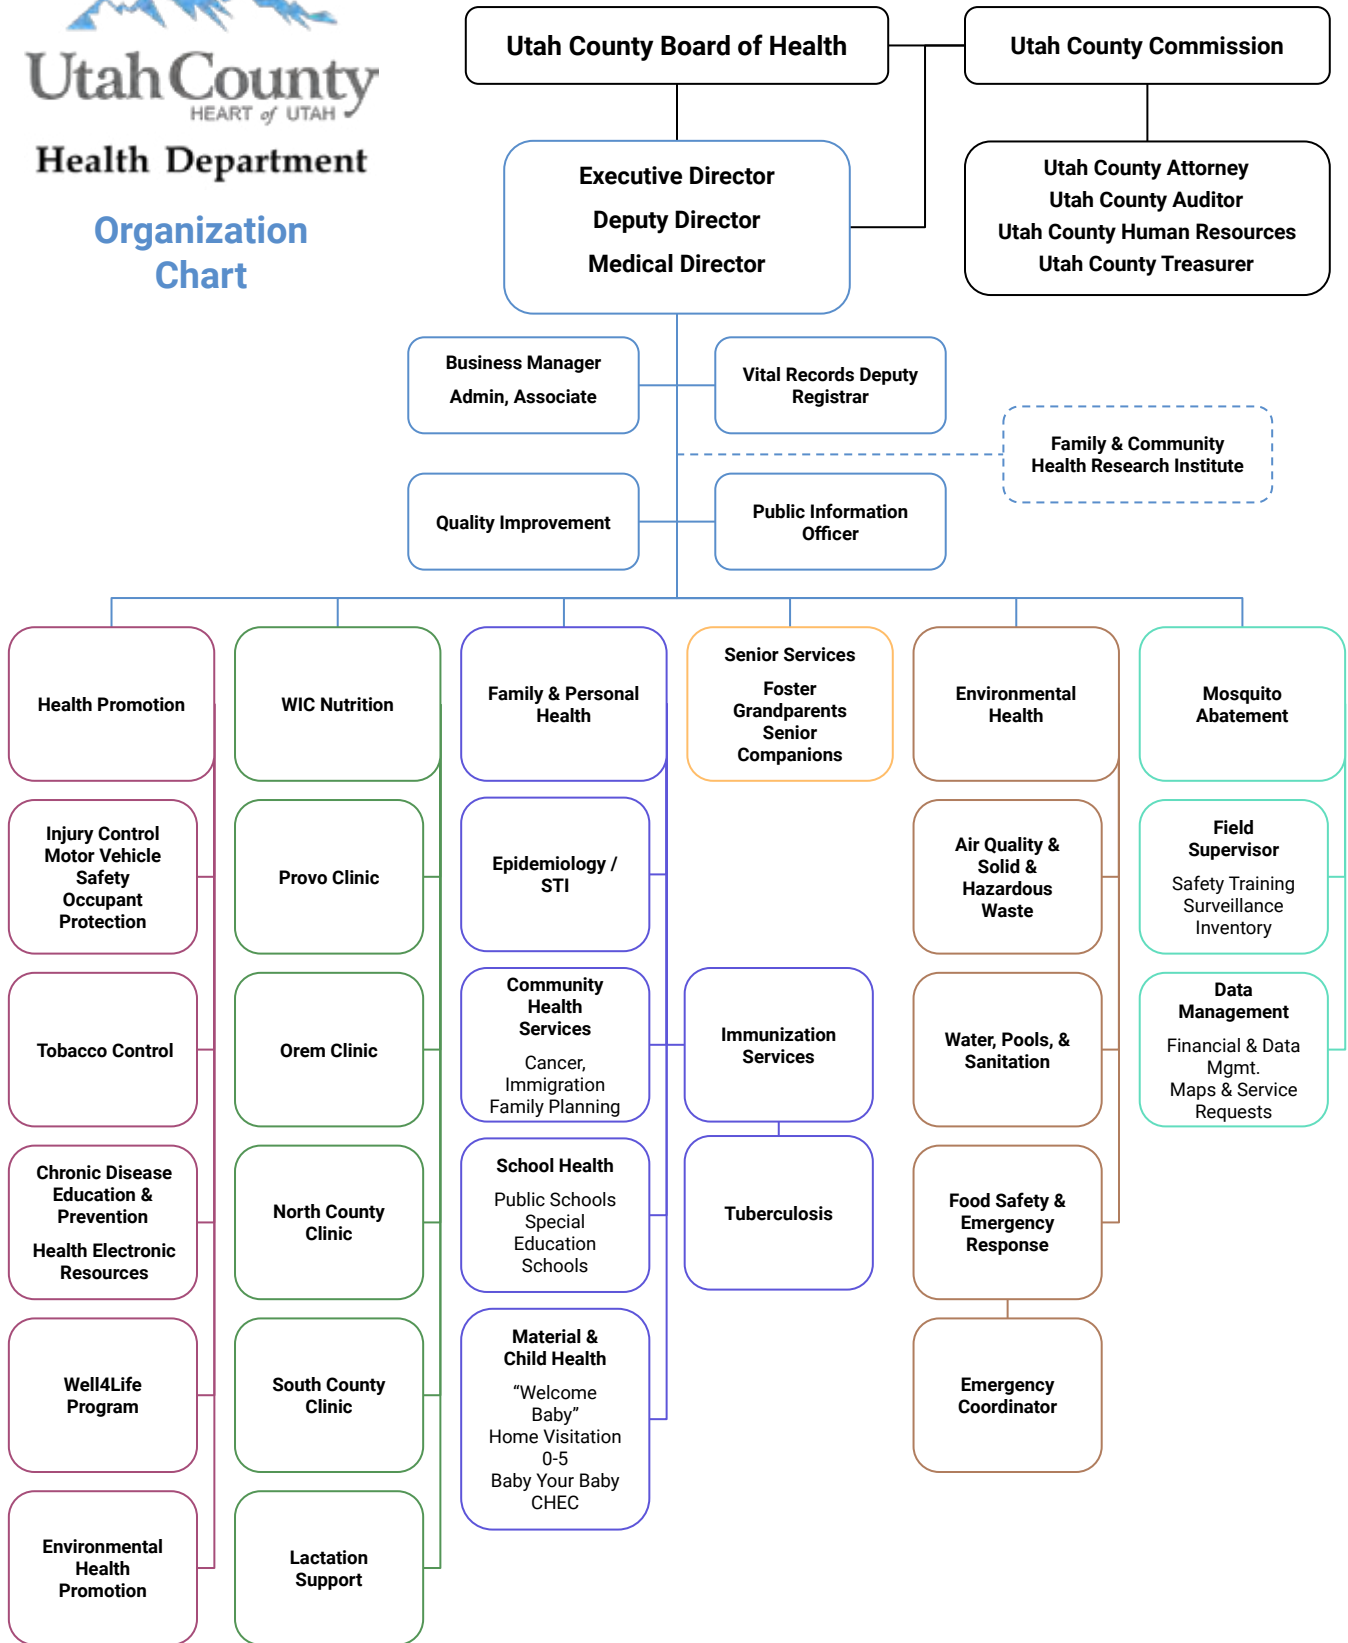 Utah County
HEART of UTAH
Health Department
Organization
Chart
Utah County Board of Health
Utah County Commission
Executive Director
Deputy Director
Medical Director
Utah County Attorney
Utah County Auditor
Utah County Human Resources
Utah County Treasurer
Business Manager
Admin, Associate
Vital Records Deputy
Registrar
Family & Community
Health Research Institute
Quality Improvement
Public Information
Officer
Health Promotion
Injury Control
Motor Vehicle
Safety
Occupant
Protection
Tobacco Control
Chronic Disease
Education &
Prevention
Health Electronic
Resources
Well4Life
Program
Environmental
Health
Promotion
WIC Nutrition
Provo Clinic
Orem Clinic
North County
Clinic
South County
Clinic
Lactation
Support
Family & Personal
Health
Epidemiology /
STI
Community
Health
Services
Cancer,
Immigration
Family Planning
Immunization
Services
Tuberculosis
School Health
Public Schools
Special
Education
Schools
Material &
Child Health
“Welcome
Baby”
Home Visitation
0-5
Baby Your Baby
CHEC
Senior Services
Foster
Grandparents
Senior
Companions
Environmental
Health
Air Quality &
Solid &
Hazardous
Waste
Water, Pools, &
Sanitation
Food Safety &
Emergency
Response
Emergency
Coordinator
Mosquito
Abatement
Field
Supervisor
Safety Training
Surveillance
Inventory
Data
Management
Financial & Data
Mgmt.
Maps & Service
Requests